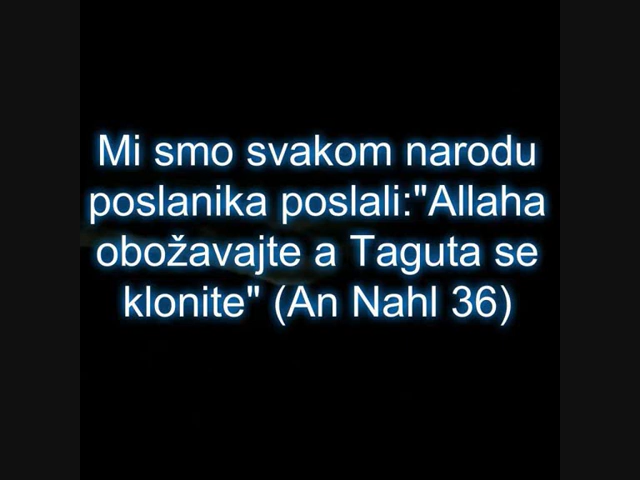 Mi smo svakom narodu
poslanika poslali:"Allaha
obožavajte a Taguta se
klonite" (An Nahl 36)